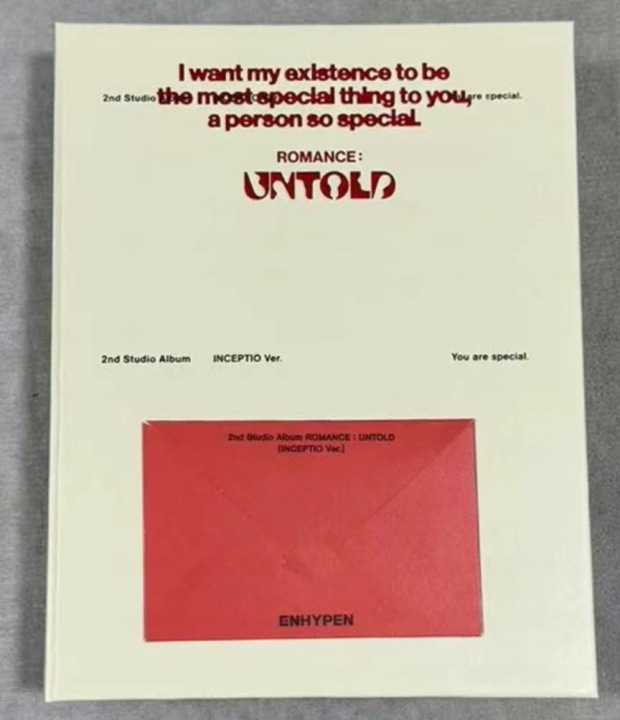 I want my existence to be
2nd Studio the most special thing to you, are special.
a person so special.
ROMANCE :
UNTOLD
2nd Studio Album INCEPTIO Ver. You are special.
2nd Studio Album ROMANCE : UNTOLD
[INCEPTIO Ver.]
ENHYPEN